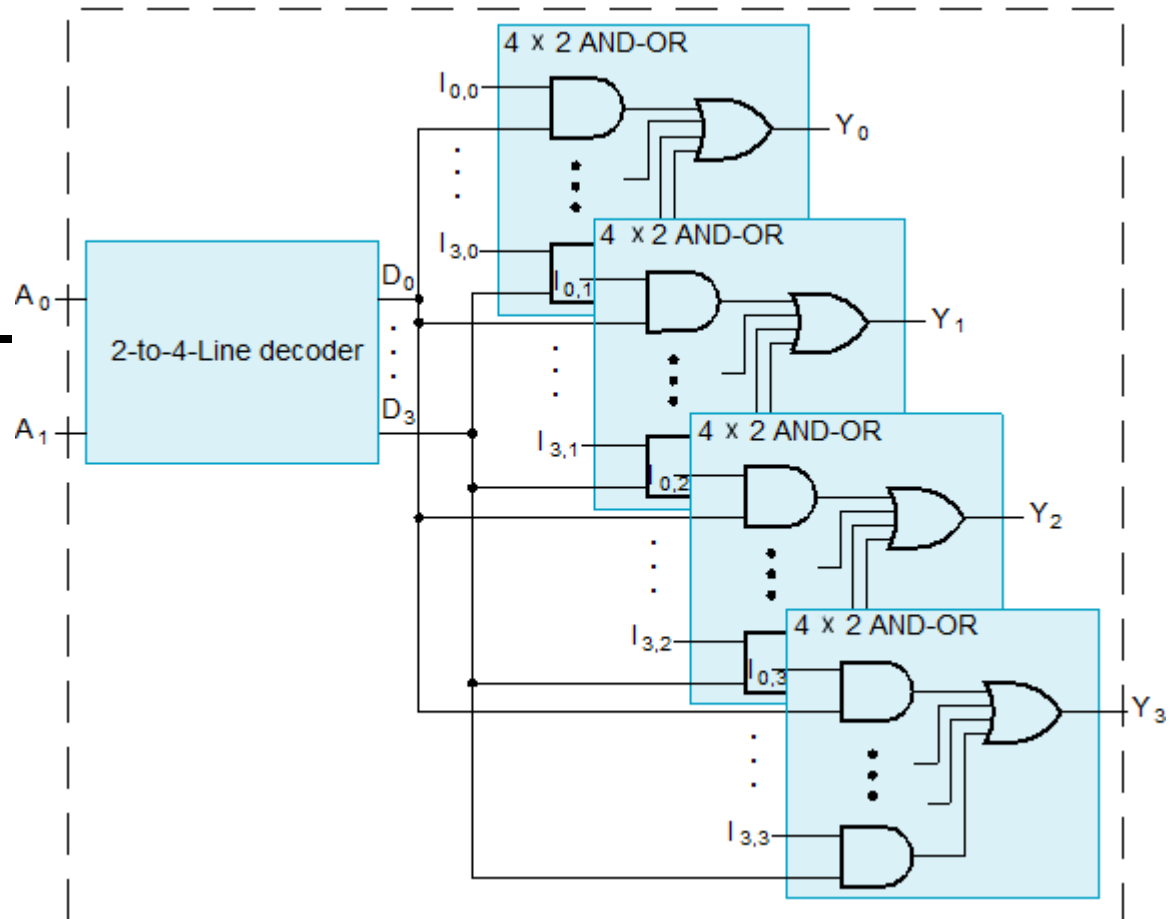 4 x 2 AND-OR
I0,0
Y0
I3,0
4 x 2 AND-OR
D0
I0,1
A0
Y1
2-to-4-Line decoder
D3
A1
4 x 2 AND-OR
I3,1
I0,2
Y2
4 x 2 AND-OR
I3,2
I0,3
Y3
I3,3